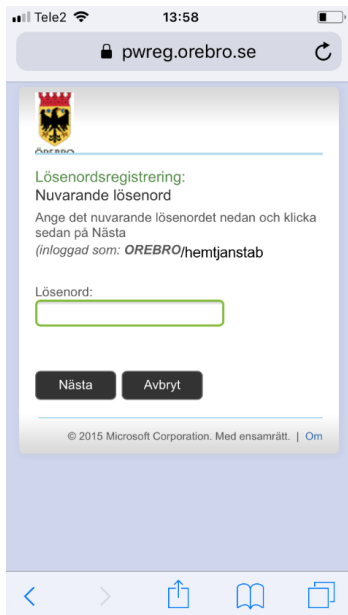 Tele2 13:58
pwreg.orebro.se
ÖREBRO
Lösenordsregistrering:
Nuvarande lösenord
Ange det nuvarande lösenordet nedan och klicka
sedan på Nästa
(inloggad som: OREBRO/hemtjanstab
Lösenord:
Nästa Avbryt
© 2015 Microsoft Corporation. Med ensamrätt. | Om